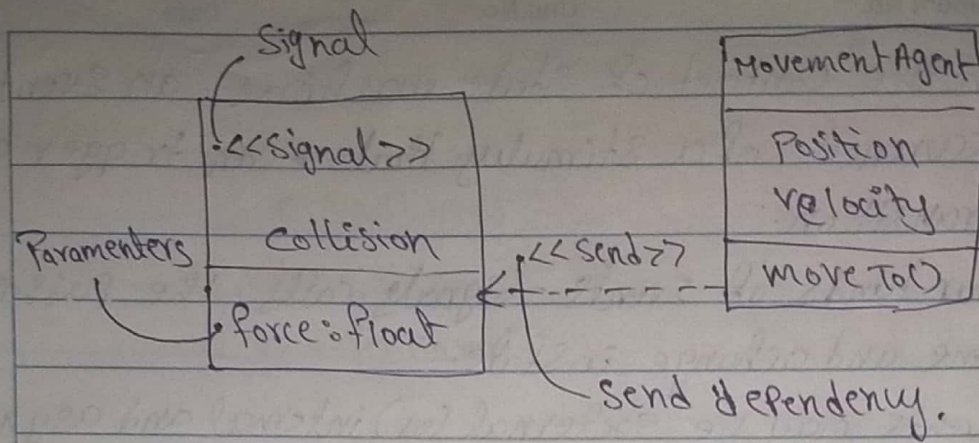 Signal
MovementAgent
<<signal>>
Position
velocity
Paramenters
collision
<<send>>
moveTo()
force: float
send dependency.